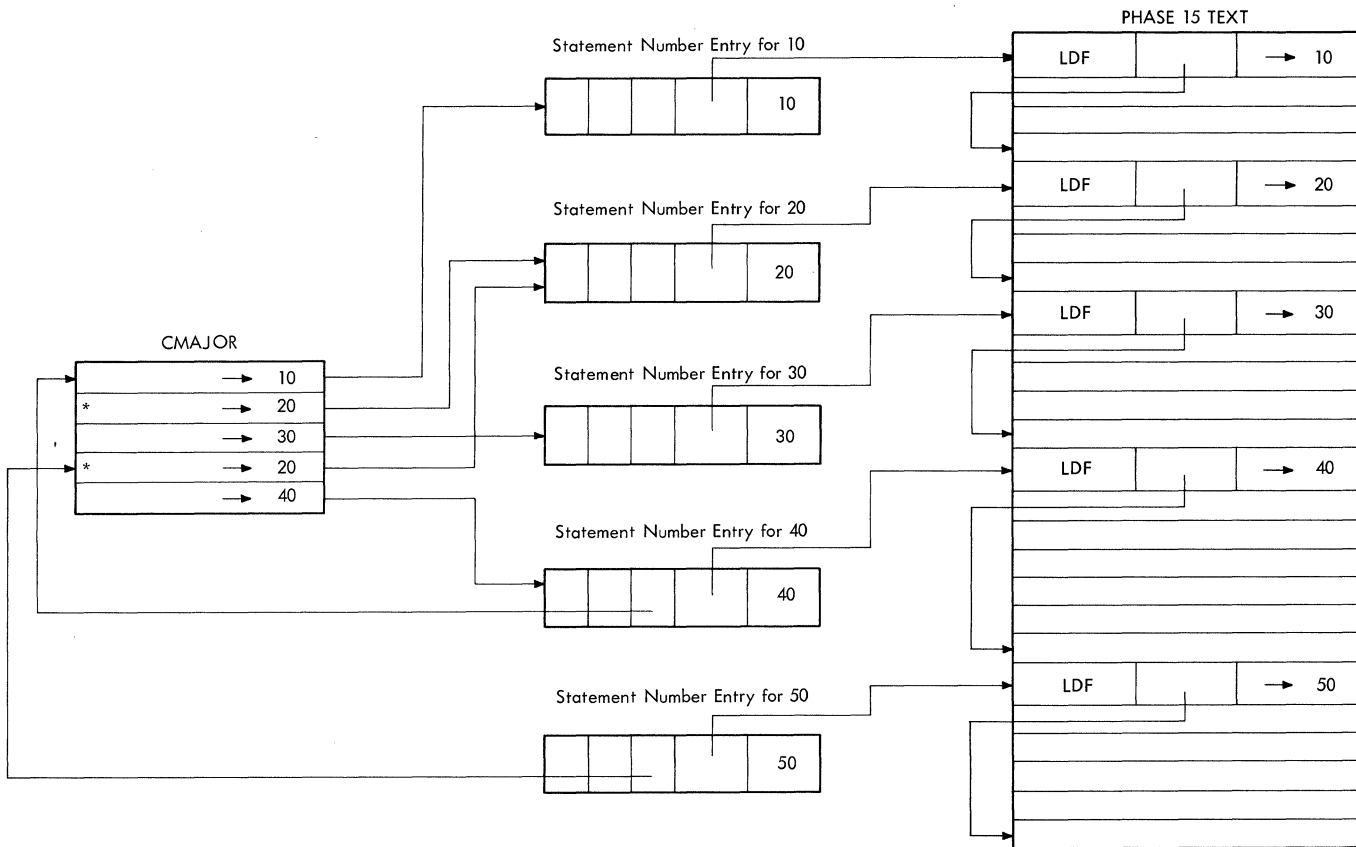 CMAJOR
→ 10
* → 20
→ 30
* → 20
→ 40
Statement Number Entry for 10
10
Statement Number Entry for 20
20
Statement Number Entry for 30
30
Statement Number Entry for 40
40
Statement Number Entry for 50
50
PHASE 15 TEXT
LDF → 10
LDF → 20
LDF → 30
LDF → 40
LDF → 50